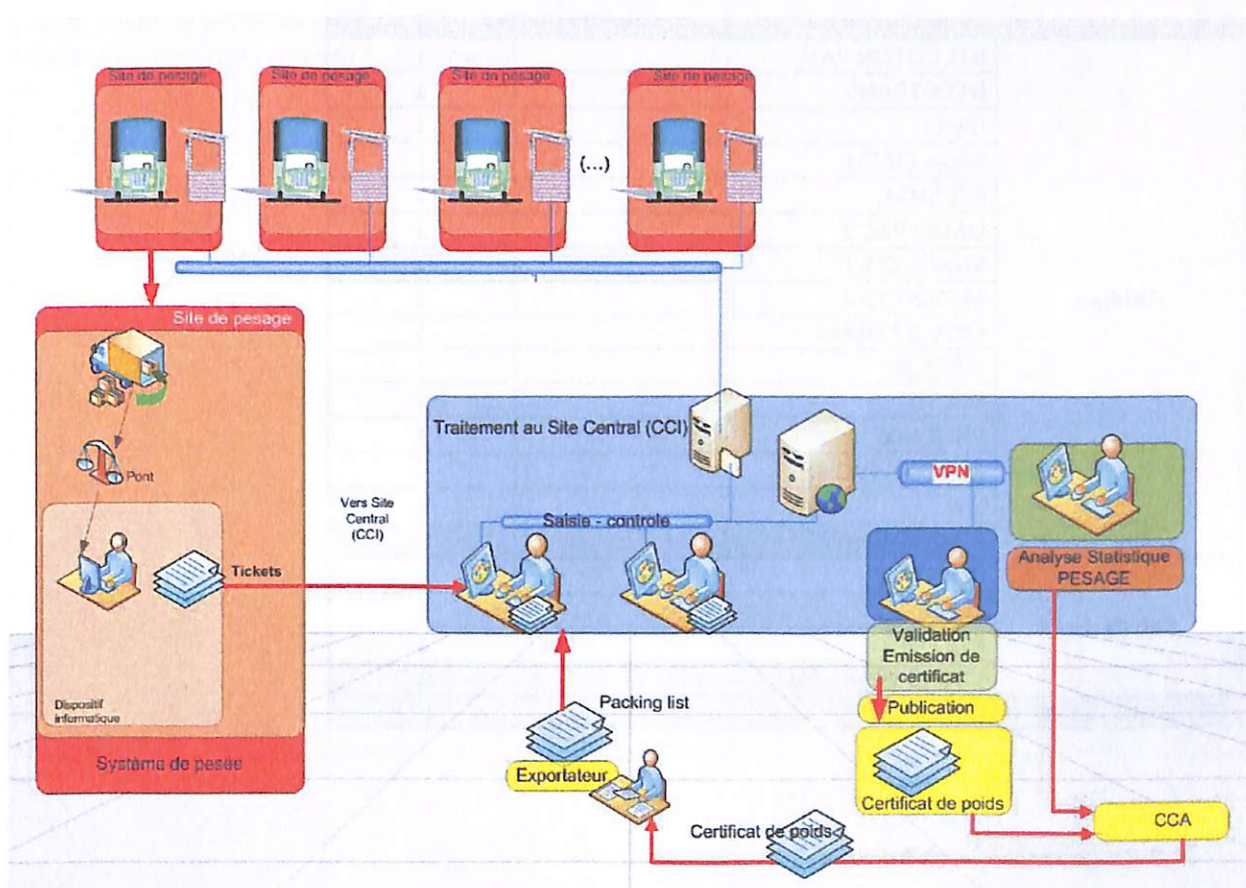 Site de pesage
Site de pesage
Site de pesage
Site de pesage
(...)
Site de pesage
Pont
Tickets
Dispositif
informatique
Système de pesée
Vers Site
Central
(CCI)
Traitement au Site Central (CCI)
Saisie - controle
VPN
Analyse Statistique
PESAGE
Validation
Emission de
certificat
Publication
Certificat de poids
Packing list
Exportateur
Certificat de poids
CCA